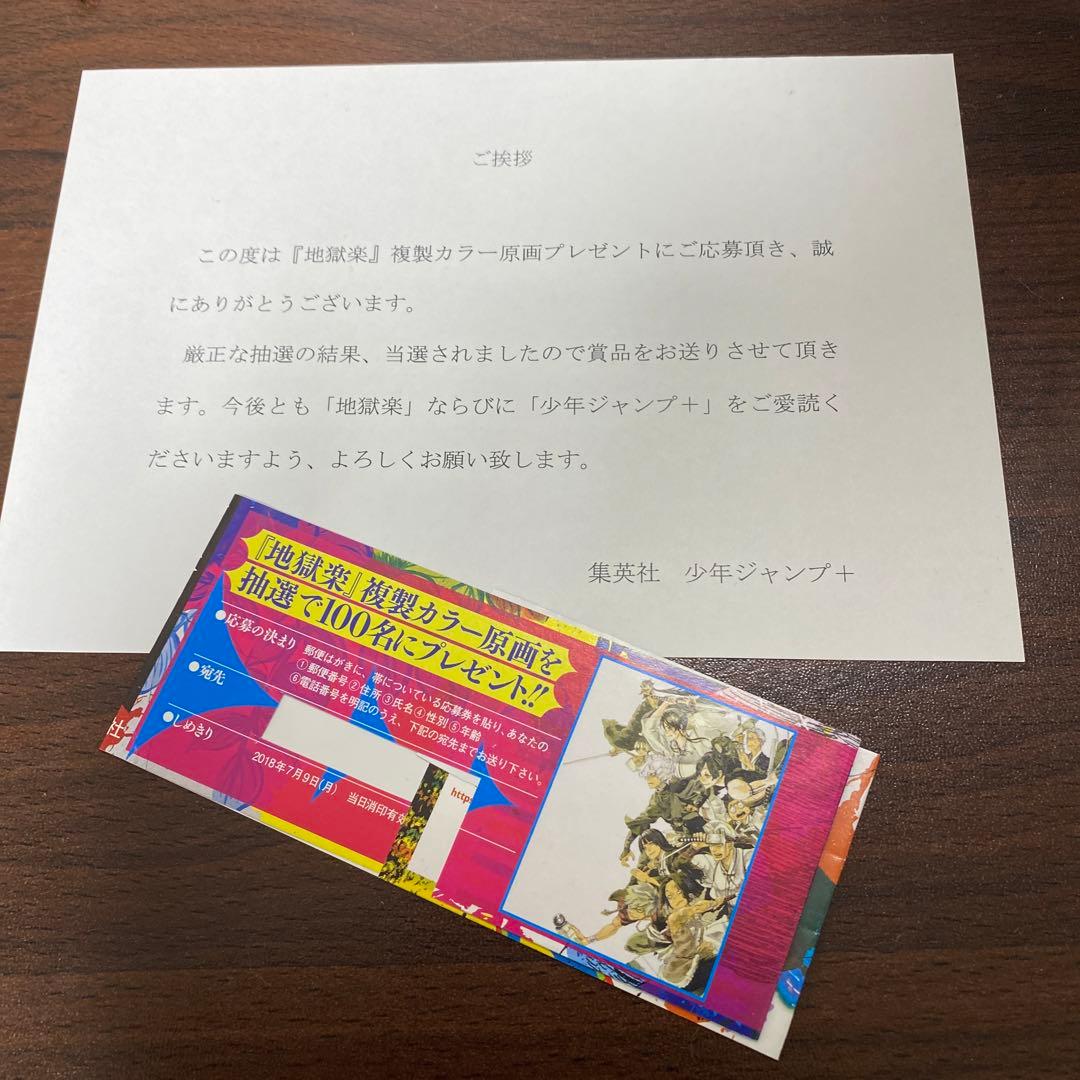 ご挨拶
この度は『地獄楽』複製カラー原画プレゼントにご応募頂き、誠
にありがとうございます。
厳正な抽選の結果、当選されましたので賞品をお送りさせて頂き
ます。今後とも「地獄楽」ならびに「少年ジャンプ＋」をご愛読く
ださいますよう、よろしくお願い致します。
集英社　少年ジャンプ＋
『地獄楽』複製カラー原画を
抽選で100名にプレゼント!!
●応募の決まり
郵便はがきに、帯についている応募券を貼り、あなたの
①郵便番号②住所③氏名④性別⑤年齢
⑥電話番号を明記のうえ、下記の宛先までお送り下さい。
●宛先
●しめきり
2018年7月9日(月)　当日消印有効
https
社